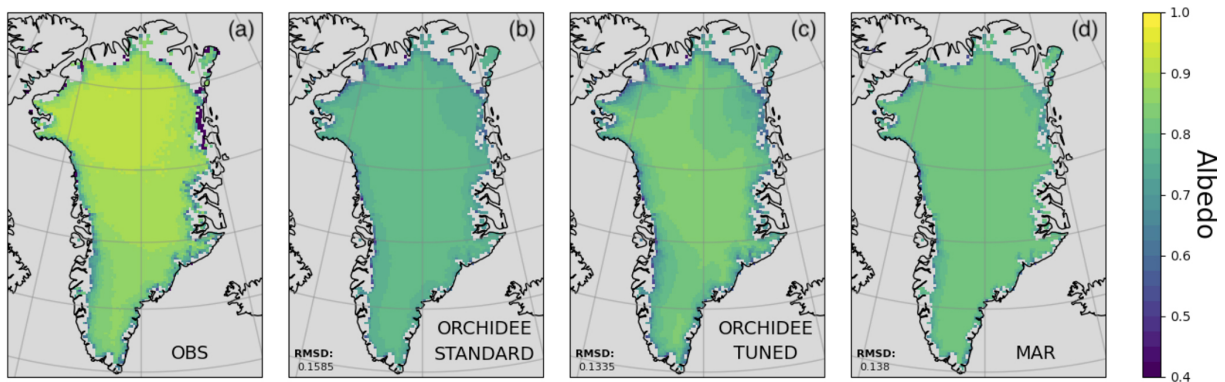 (a)
OBS
(b)
ORCHIDEE
STANDARD
RMSD:
0.1585
(c)
ORCHIDEE
TUNED
RMSD:
0.1335
(d)
MAR
RMSD:
0.138
1.0
0.9
0.8
0.7
0.6
0.5
0.4
Albedo